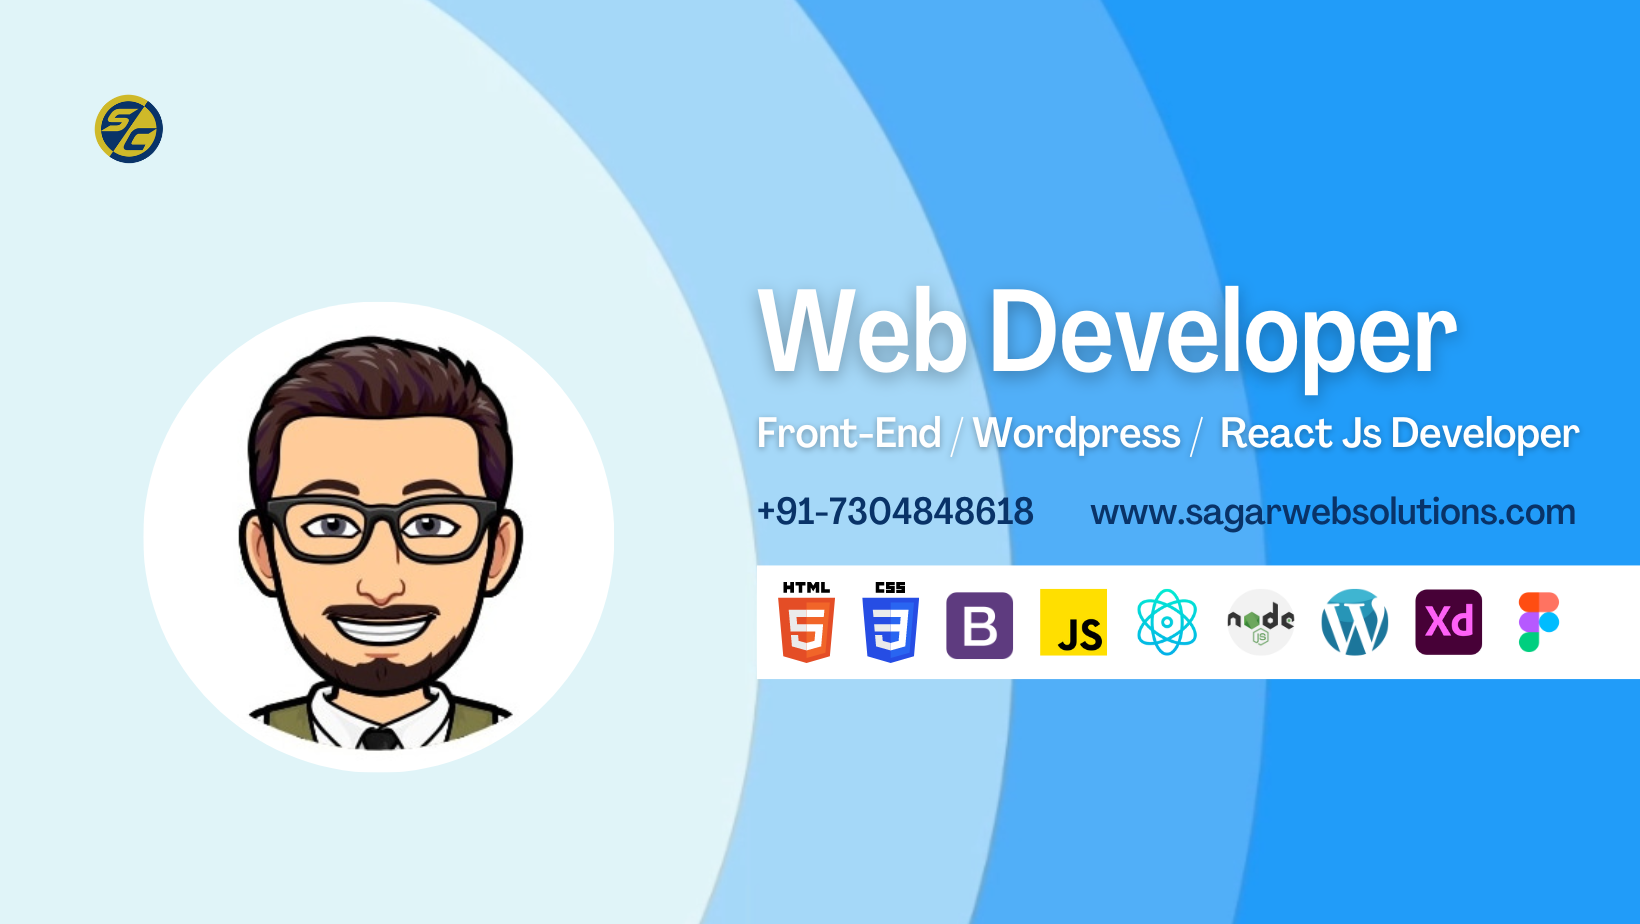 SC
Web Developer
Front-End / Wordpress / React Js Developer
+91-7304848618 www.sagarwebsolutions.com
HTML CSS
5 3 B JS node JS W Xd